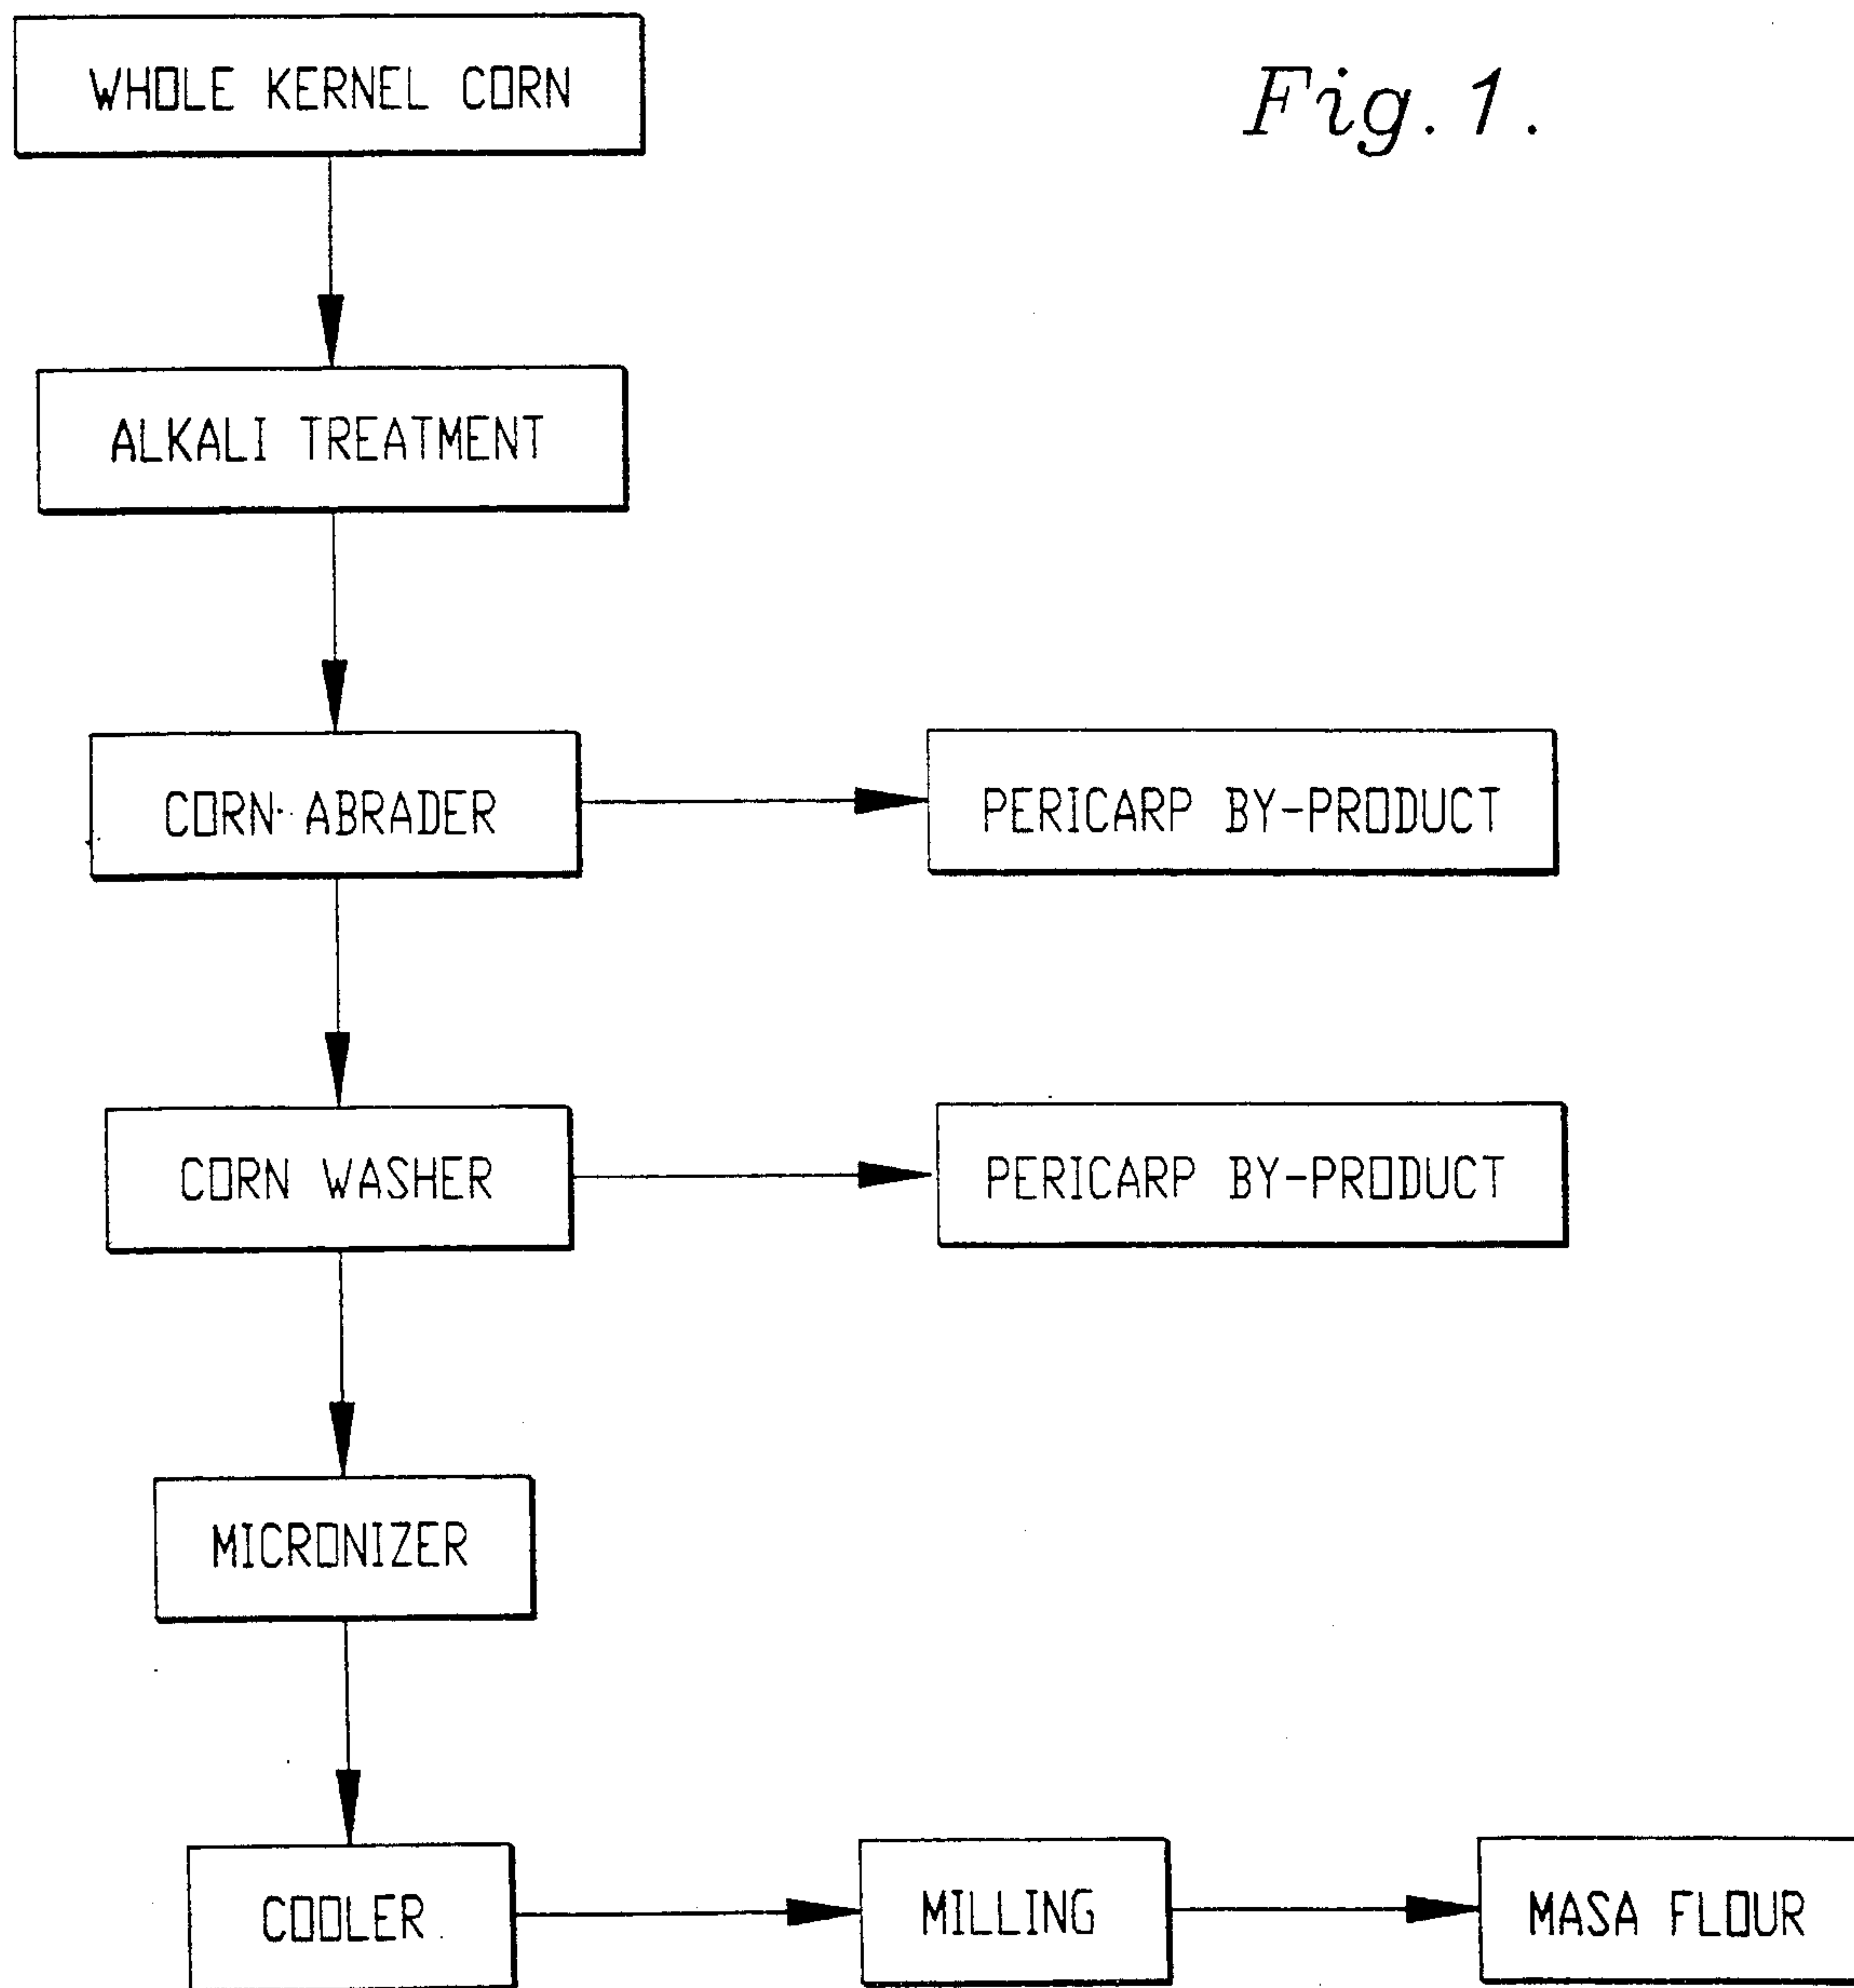 WHOLE KERNEL CORN
Fig. 1.
ALKALI TREATMENT
CORN ABRADER
PERICARP BY-PRODUCT
CORN WASHER
PERICARP BY-PRODUCT
MICRONIZER
COOLER
MILLING
MASA FLOUR